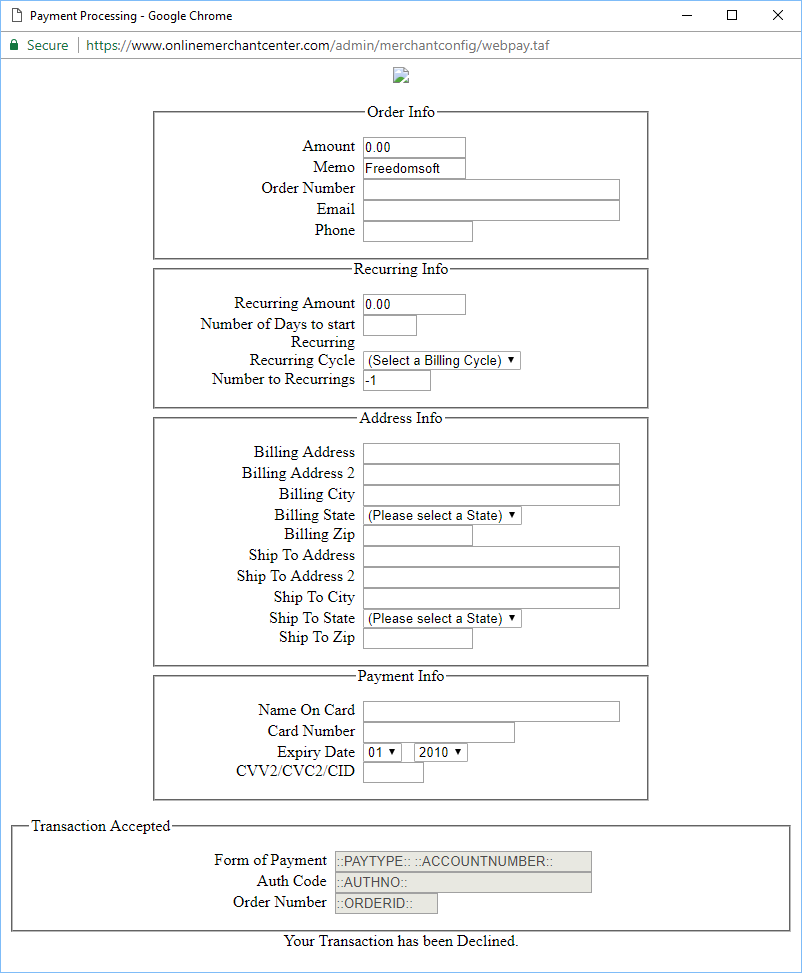 Payment Processing - Google Chrome
Secure | https://www.onlinemerchantcenter.com/admin/merchantconfig/webpay.taf
Order Info
Amount 0.00
Memo Freedomsoft
Order Number
Email
Phone
Recurring Info
Recurring Amount 0.00
Number of Days to start
Recurring
Recurring Cycle (Select a Billing Cycle)
Number to Recurrings -1
Address Info
Billing Address
Billing Address 2
Billing City
Billing State (Please select a State)
Billing Zip
Ship To Address
Ship To Address 2
Ship To City
Ship To State (Please select a State)
Ship To Zip
Payment Info
Name On Card
Card Number
Expiry Date 01 2010
CVV2/CVC2/CID
Transaction Accepted
Form of Payment ::PAYTYPE:: ::ACCOUNTNUMBER::
Auth Code ::AUTHNO::
Order Number ::ORDERID::
Your Transaction has been Declined.